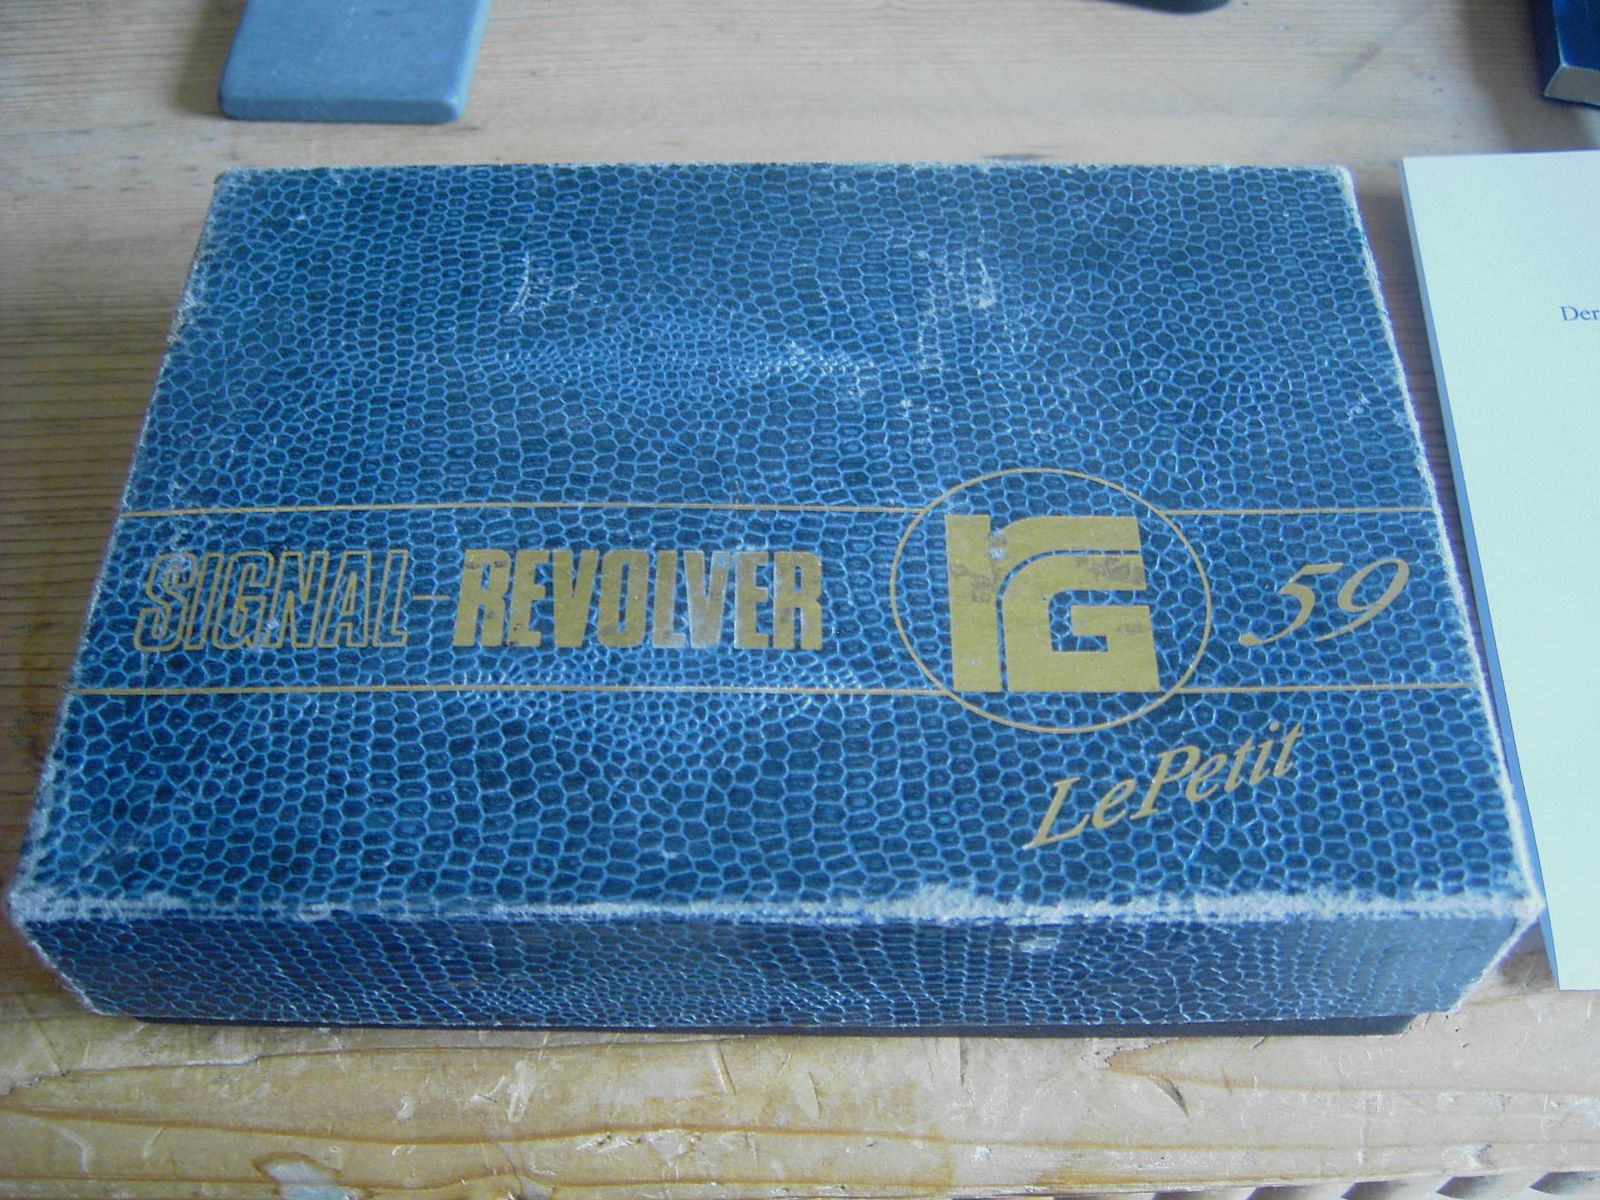 SIGNAL-REVOLVER RG 59
LePetit
Der